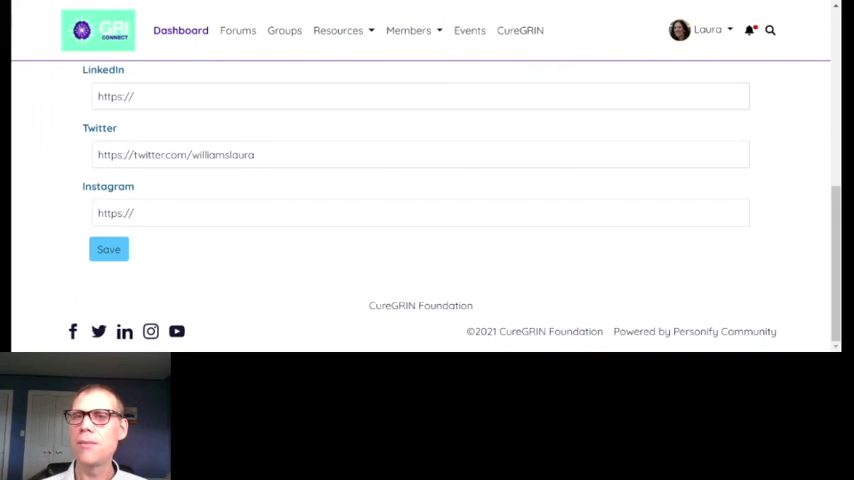 GRI
CONNECT
Dashboard Forums Groups Resources Members Events CureGRIN Laura
LinkedIn
https://
Twitter
https://twitter.com/williamslaura
Instagram
https://
Save
CureGRIN Foundation
©2021 CureGRIN Foundation Powered by Personify Community